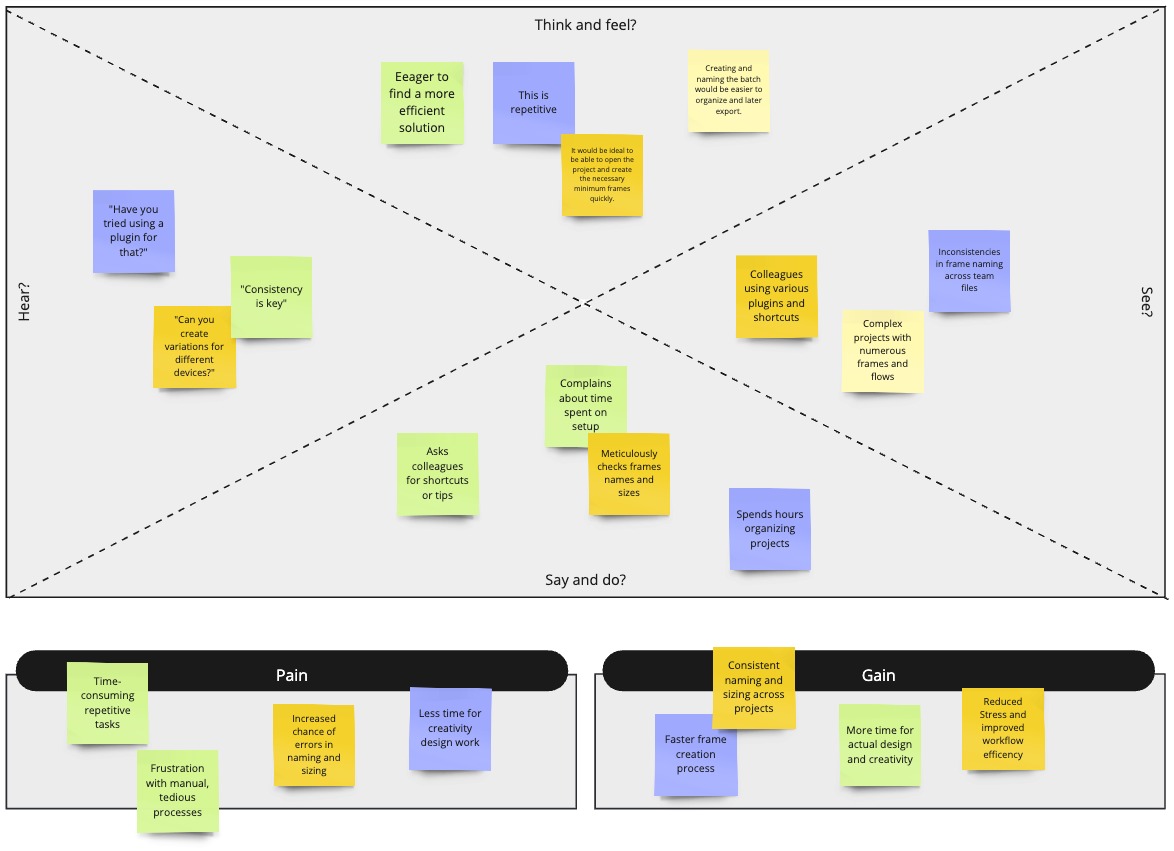 Think and feel?
Eeager to
find a more
efficient
solution
This is
repetitive
It would be ideal to
be able to open the
project and create
the necessary
minimum frames
quickly.
Creating and
naming the batch
would be easier to
organize and later
export.
Hear?
"Have you
tried using a
plugin for
that?"
"Consistency
is key"
"Can you
create
variations for
different
devices?"
See?
Colleagues
using various
plugins and
shortcuts
Inconsistencies
in frame naming
across team
files
Complex
projects with
numerous
frames and
flows
Complains
about time
spent on
setup
Asks
colleagues
for shortcuts
or tips
Meticulously
checks frames
names and
sizes
Spends hours
organizing
projects
Say and do?
Pain
Time-
consuming
repetitive
tasks
Frustration
with manual,
tedious
processes
Increased
chance of
errors in
naming and
sizing
Less time for
creativity
design work
Gain
Consistent
naming and
sizing across
projects
Faster frame
creation
process
More time for
actual design
and creativity
Reduced
Stress and
improved
workflow
efficency